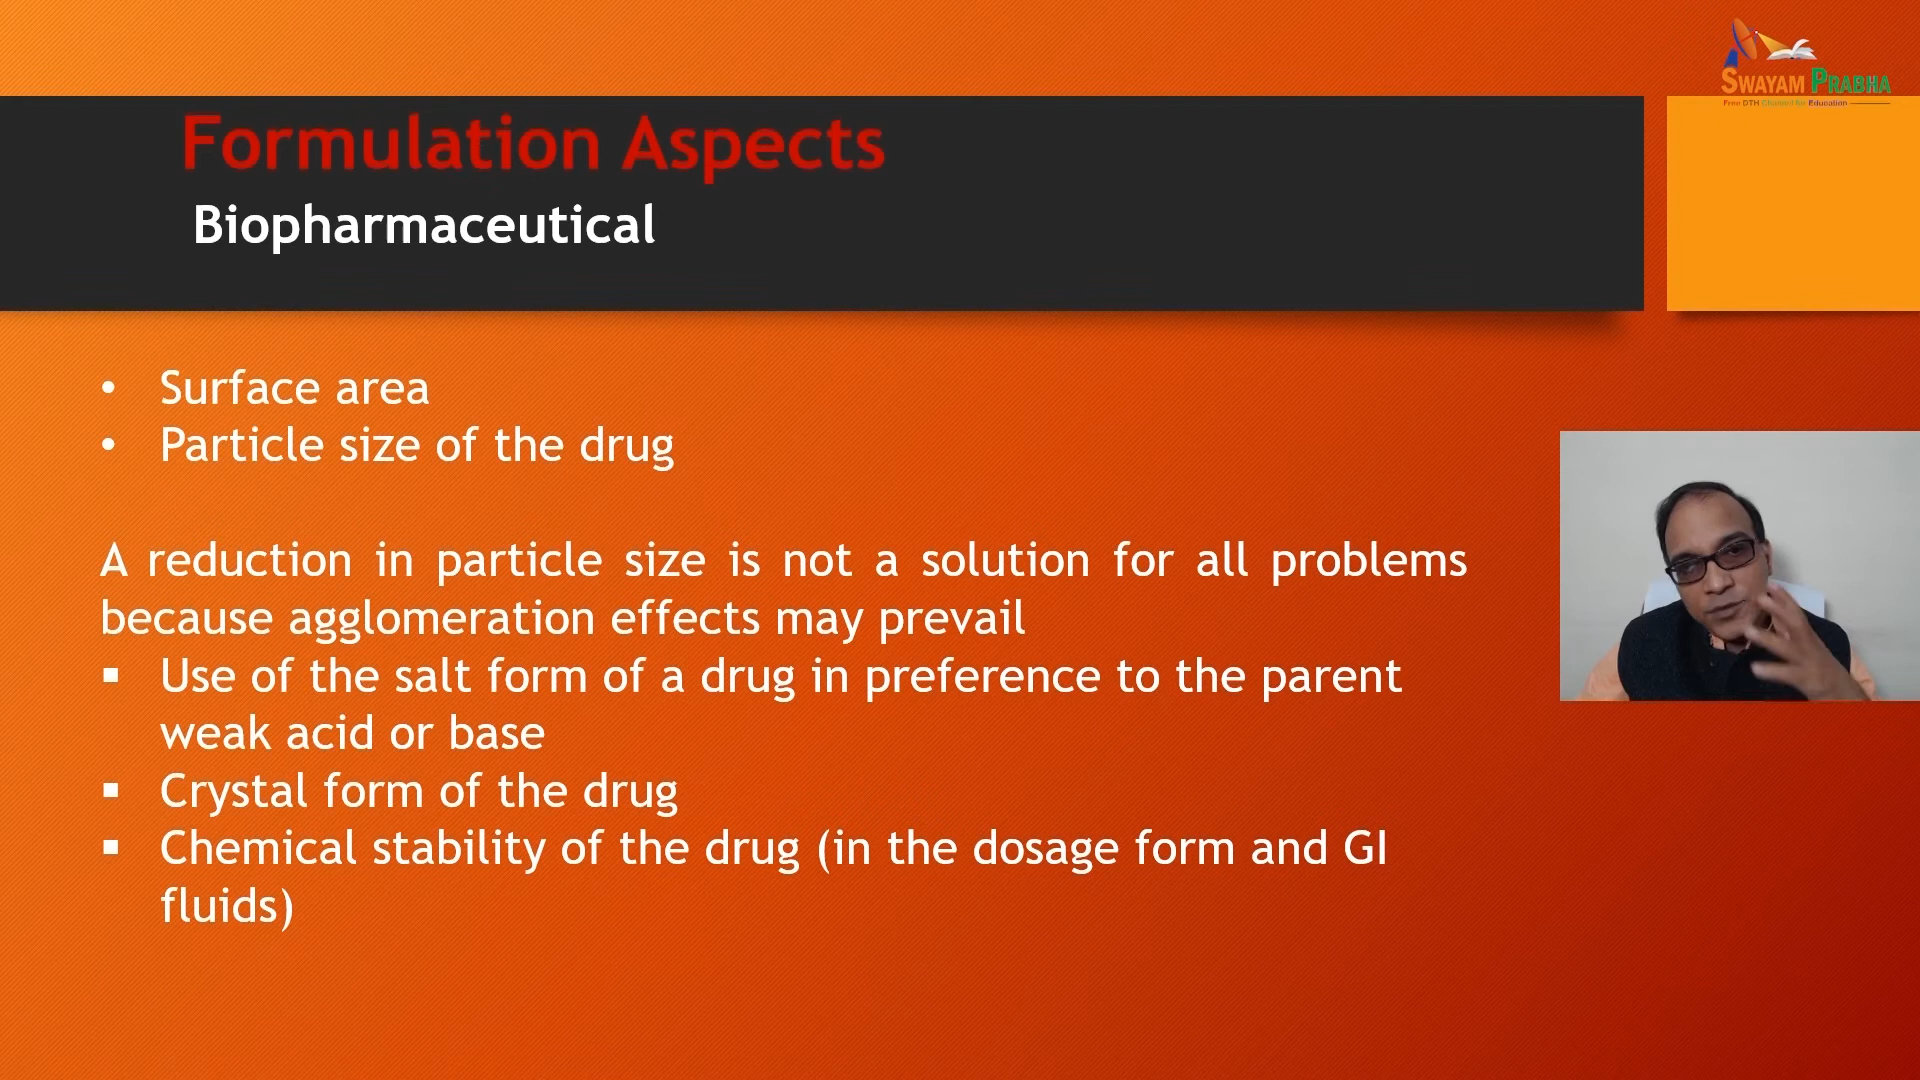 SWAYAM PRABHA
Free DTH Channel for Education
Formulation Aspects
Biopharmaceutical
• Surface area
• Particle size of the drug
A reduction in particle size is not a solution for all problems
because agglomeration effects may prevail
▪ Use of the salt form of a drug in preference to the parent
weak acid or base
▪ Crystal form of the drug
▪ Chemical stability of the drug (in the dosage form and GI
fluids)